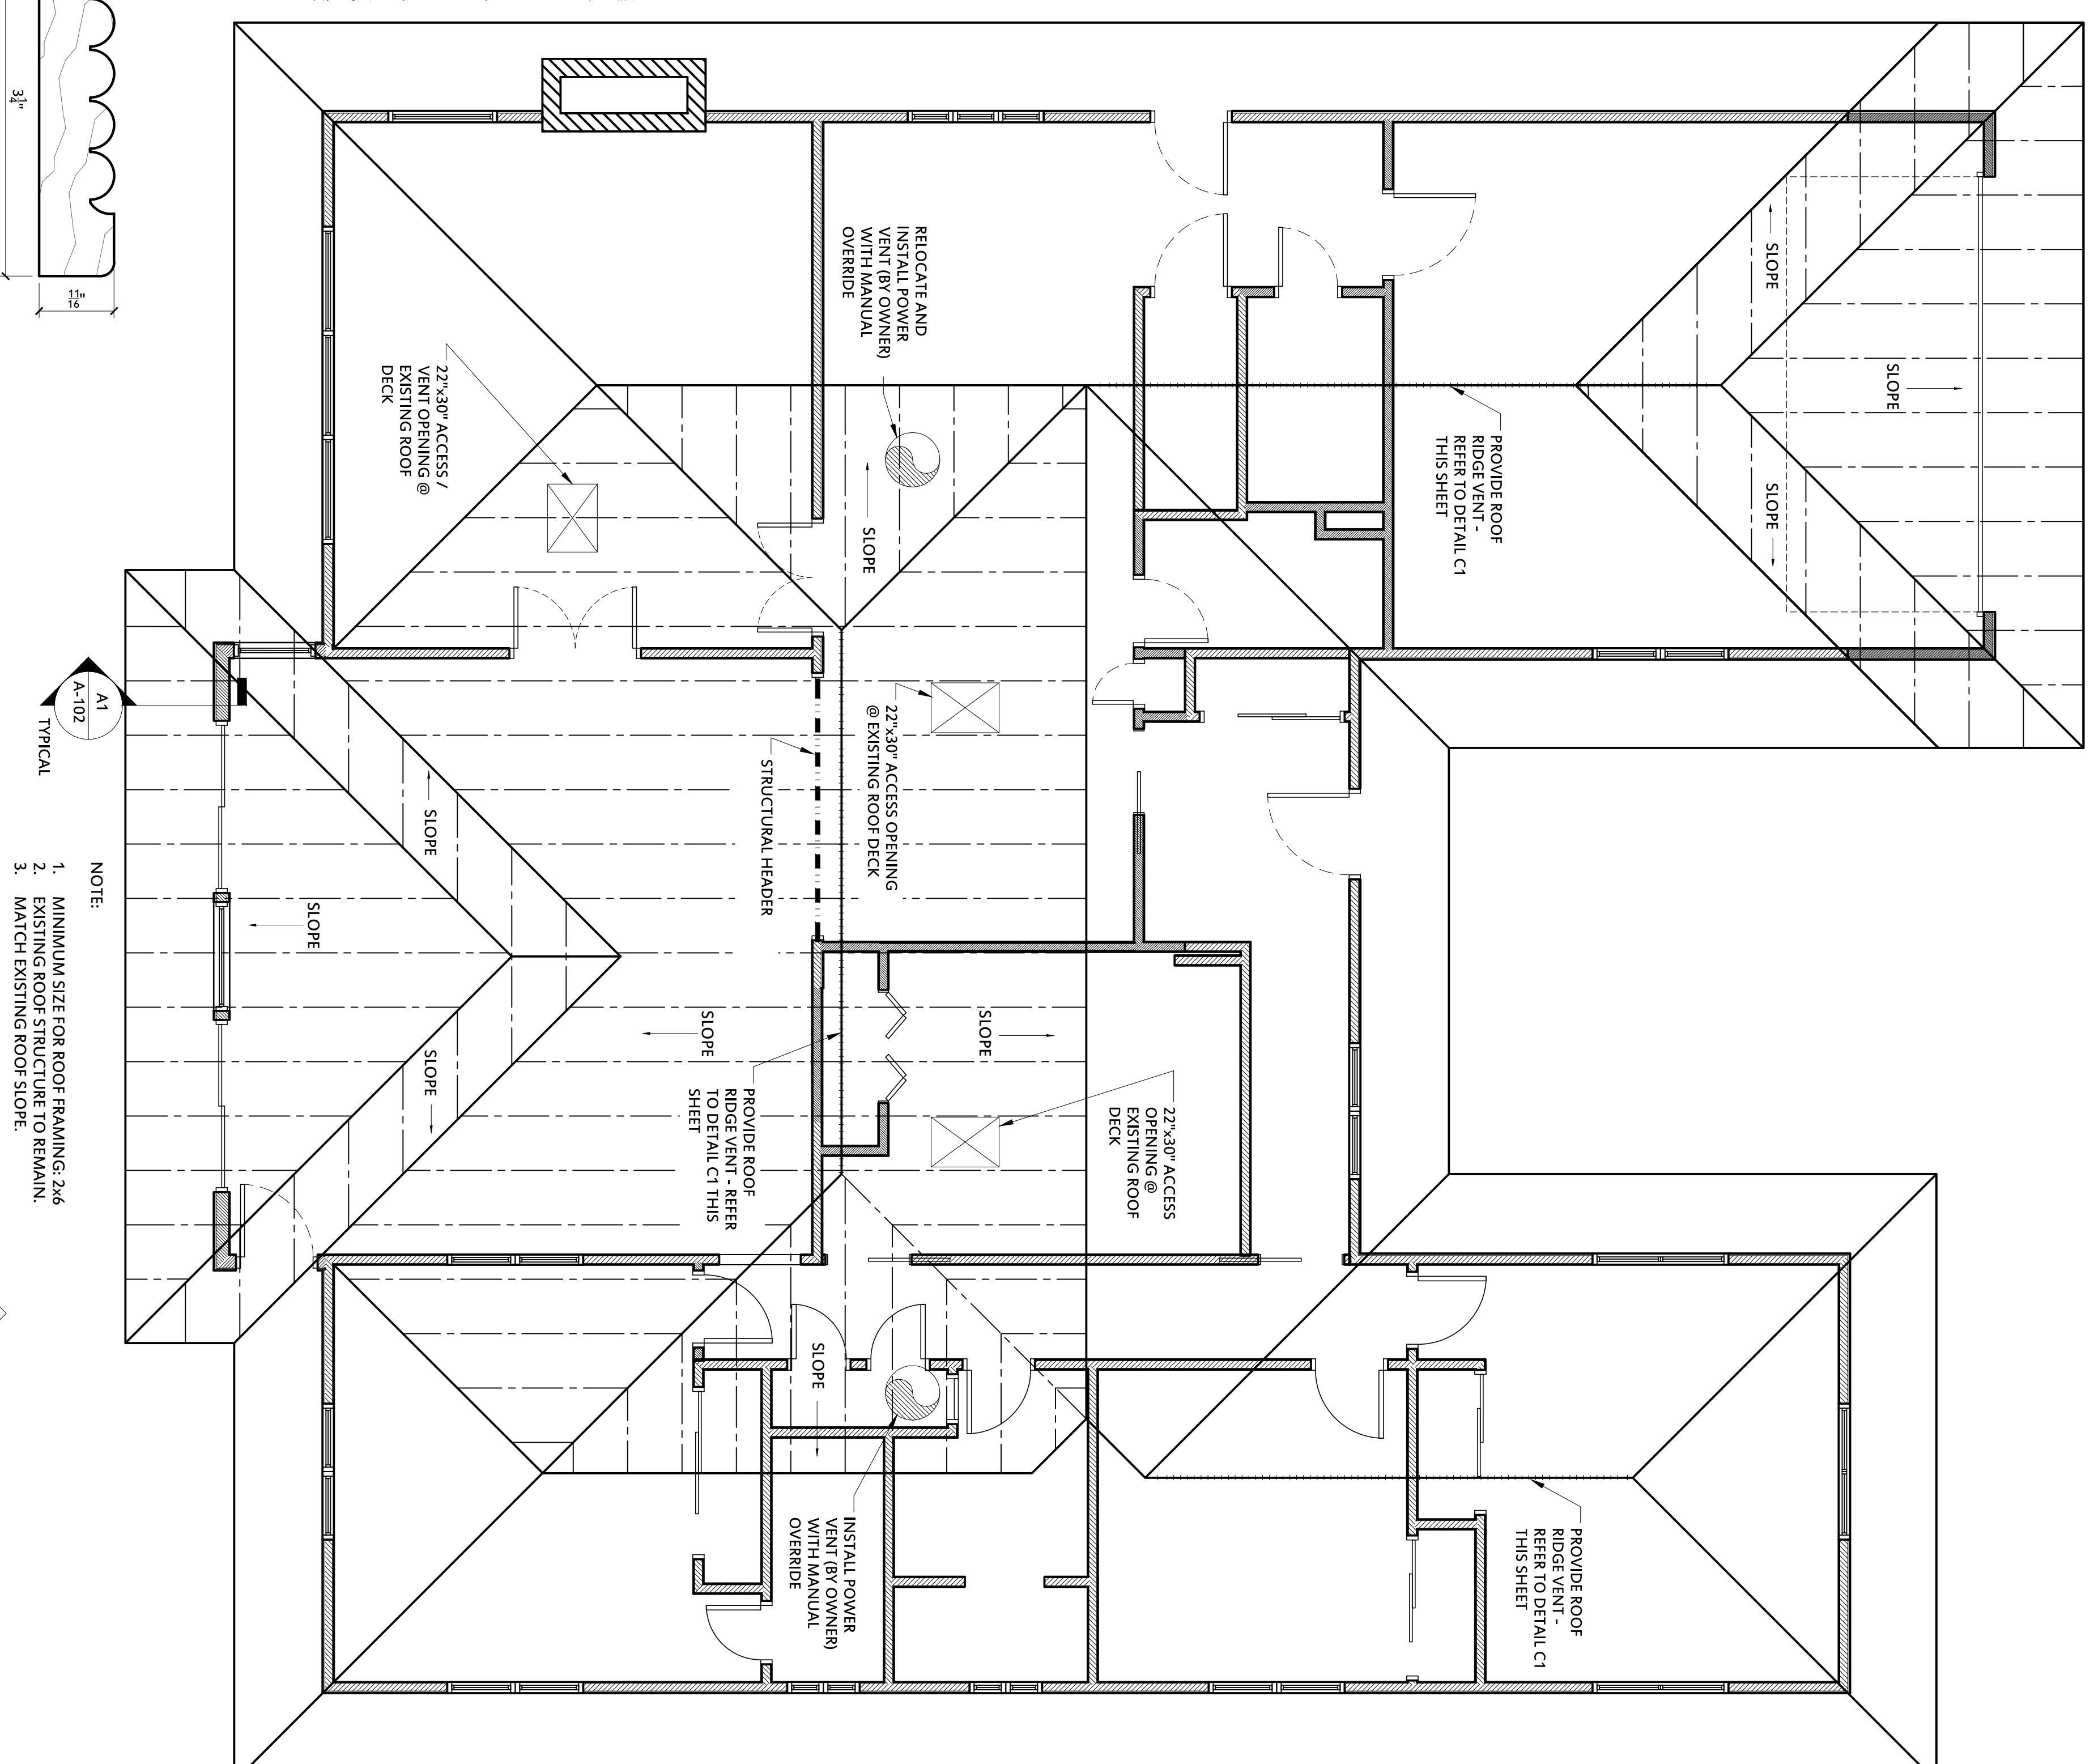 SLOPE
SLOPE
SLOPE
PROVIDE ROOF
RIDGE VENT -
REFER TO DETAIL C1
THIS SHEET
RELOCATE AND
INSTALL POWER
VENT (BY OWNER)
WITH MANUAL
OVERRIDE
SLOPE
22"x30" ACCESS /
VENT OPENING @
EXISTING ROOF
DECK
22"x30" ACCESS OPENING
@ EXISTING ROOF DECK
STRUCTURAL HEADER
SLOPE
SLOPE
SLOPE
SLOPE
SLOPE
22"x30" ACCESS
OPENING @
EXISTING ROOF
DECK
PROVIDE ROOF
RIDGE VENT - REFER
TO DETAIL C1 THIS
SHEET
SLOPE
INSTALL POWER
VENT (BY OWNER)
WITH MANUAL
OVERRIDE
PROVIDE ROOF
RIDGE VENT -
REFER TO DETAIL C1
THIS SHEET
A1
A-102
TYPICAL
NOTE:
1. MINIMUM SIZE FOR ROOF FRAMING: 2x6
2. EXISTING ROOF STRUCTURE TO REMAIN.
3. MATCH EXISTING ROOF SLOPE.
11/16"
3 1/4"